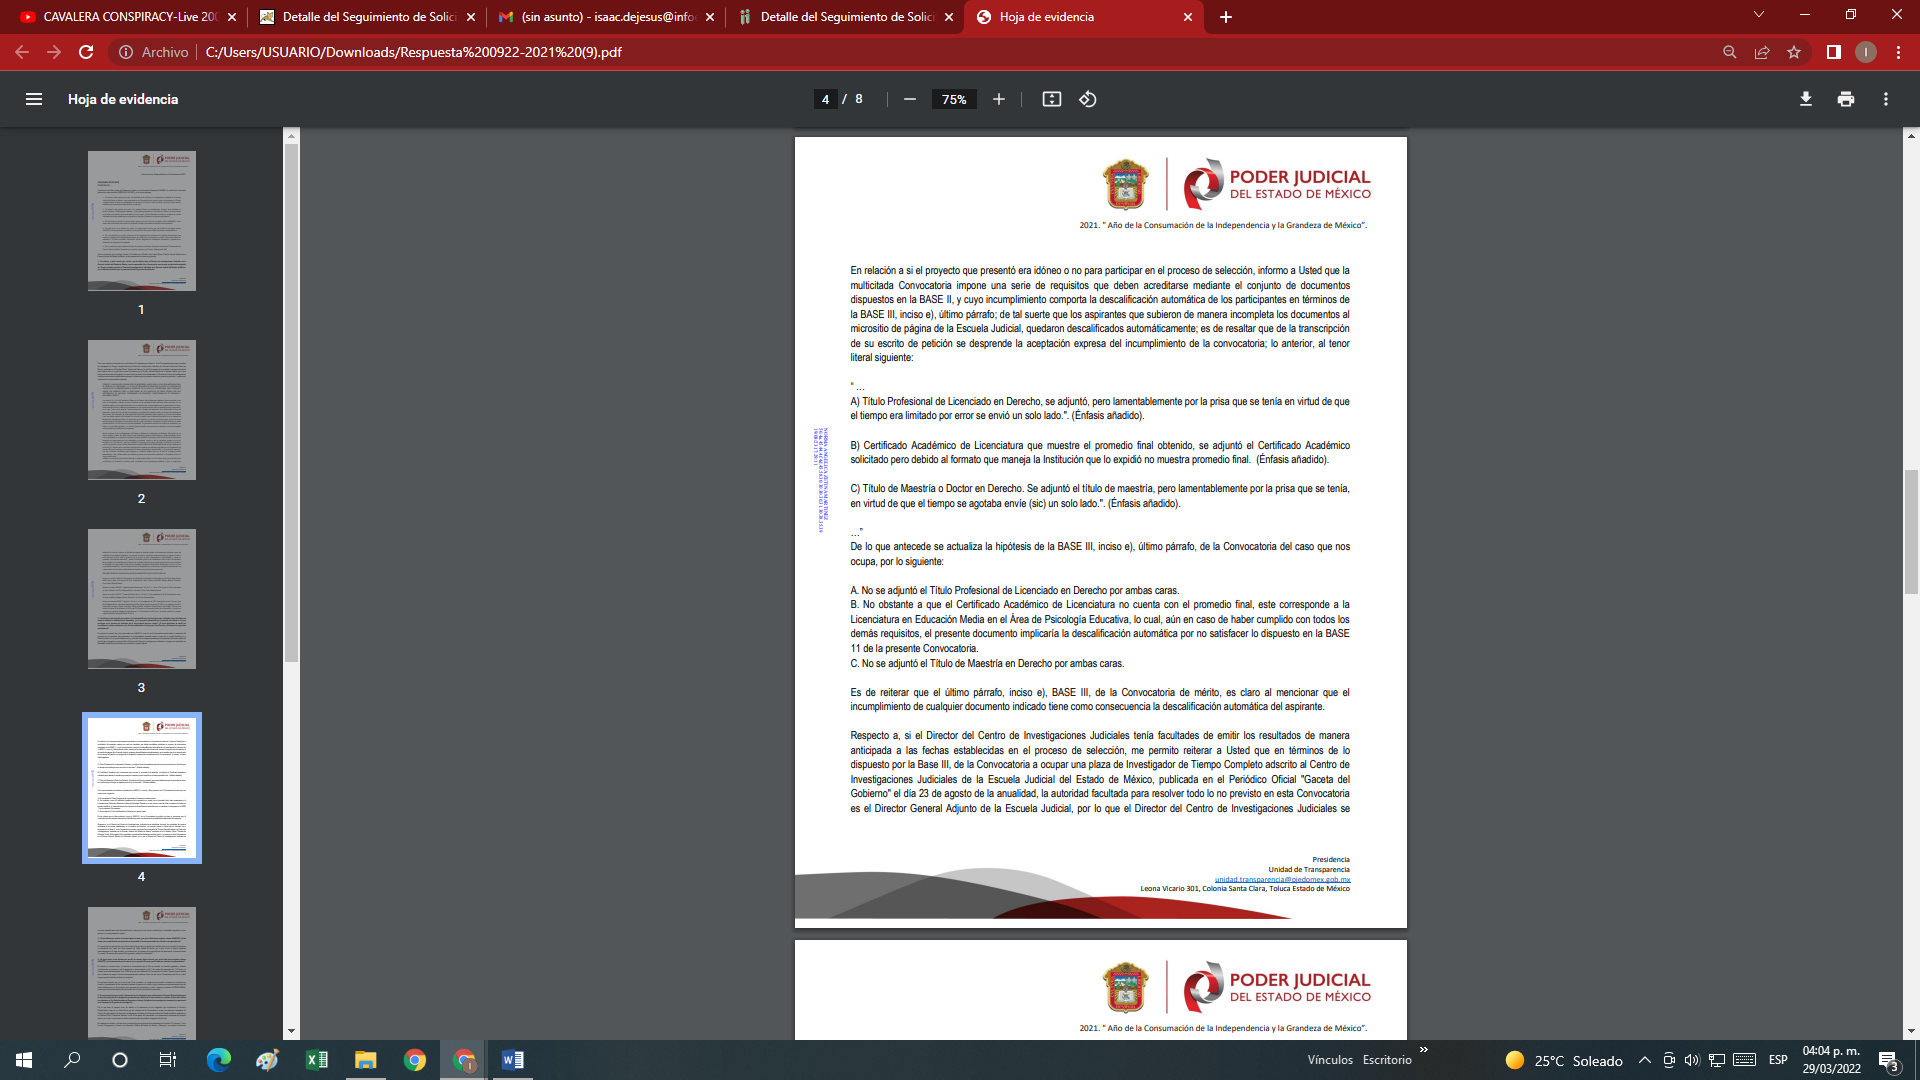 CAVALERA CONSPIRACY-Live 200
Detalle del Seguimiento de Solici
(sin asunto) - isaac.dejesus@info
Detalle del Seguimiento de Solici
Hoja de evidencia
Archivo
C:/Users/USUARIO/Downloads/Respuesta%200922-2021%20(9).pdf
Hoja de evidencia
4 / 8
75%
PODER JUDICIAL
DEL ESTADO DE MÉXICO
2021. " Año de la Consumación de la Independencia y la Grandeza de México".
En relación a si el proyecto que presentó era idóneo o no para participar en el proceso de selección, informo a Usted que la
multicitada Convocatoria impone una serie de requisitos que deben acreditarse mediante el conjunto de documentos
dispuestos en la BASE II, y cuyo incumplimiento comporta la descalificación automática de los participantes en términos de
la BASE III, inciso e), último párrafo; de tal suerte que los aspirantes que subieron de manera incompleta los documentos al
micrositio de página de la Escuela Judicial, quedaron descalificados automáticamente; es de resaltar que de la transcripción
de su escrito de petición se desprende la aceptación expresa del incumplimiento de la convocatoria; lo anterior, al tenor
literal siguiente:
" ...
A) Título Profesional de Licenciado en Derecho, se adjuntó, pero lamentablemente por la prisa que se tenía en virtud de que
el tiempo era limitado por error se envió un solo lado.". (Énfasis añadido).
B) Certificado Académico de Licenciatura que muestre el promedio final obtenido, se adjuntó el Certificado Académico
solicitado pero debido al formato que maneja la Institución que lo expidió no muestra promedio final. (Énfasis añadido).
C) Título de Maestría o Doctor en Derecho. Se adjuntó el título de maestría, pero lamentablemente por la prisa que se tenía,
en virtud de que el tiempo se agotaba envíe (sic) un solo lado.". (Énfasis añadido).
..."
De lo que antecede se actualiza la hipótesis de la BASE III, inciso e), último párrafo, de la Convocatoria del caso que nos
ocupa, por lo siguiente:
A. No se adjuntó el Título Profesional de Licenciado en Derecho por ambas caras.
B. No obstante a que el Certificado Académico de Licenciatura no cuenta con el promedio final, este corresponde a la
Licenciatura en Educación Media en el Área de Psicología Educativa, lo cual, aún en caso de haber cumplido con todos los
demás requisitos, el presente documento implicaría la descalificación automática por no satisfacer lo dispuesto en la BASE
11 de la presente Convocatoria.
C. No se adjuntó el Título de Maestría en Derecho por ambas caras.
Es de reiterar que el último párrafo, inciso e), BASE III, de la Convocatoria de mérito, es claro al mencionar que el
incumplimiento de cualquier documento indicado tiene como consecuencia la descalificación automática del aspirante.
Respecto a, si el Director del Centro de Investigaciones Judiciales tenía facultades de emitir los resultados de manera
anticipada a las fechas establecidas en el proceso de selección, me permito reiterar a Usted que en términos de lo
dispuesto por la Base III, de la Convocatoria a ocupar una plaza de Investigador de Tiempo Completo adscrito al Centro de
Investigaciones Judiciales de la Escuela Judicial del Estado de México, publicada en el Periódico Oficial "Gaceta del
Gobierno" el día 23 de agosto de la anualidad, la autoridad facultada para resolver todo lo no previsto en esta Convocatoria
es el Director General Adjunto de la Escuela Judicial, por lo que el Director del Centro de Investigaciones Judiciales se
Presidencia
Unidad de Transparencia
unidad.transparencia@pjedomex.gob.mx
Leona Vicario 301, Colonia Santa Clara, Toluca Estado de México
PODER JUDICIAL
DEL ESTADO DE MÉXICO
2021. " Año de la Consumación de la Independencia y la Grandeza de México".
1
2
3
4
Vínculos
Escritorio
25°C Soleado
ESP
04:04 p. m.
29/03/2022
3